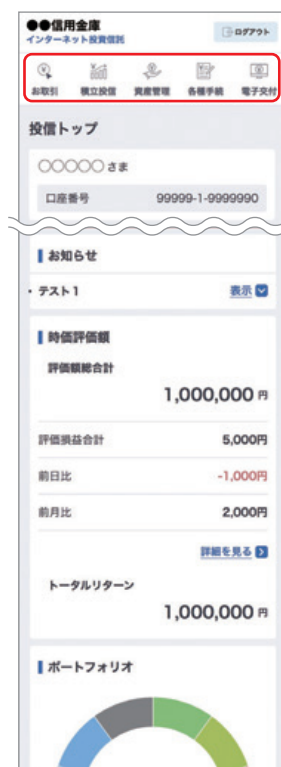 ●●信用金庫
インターネット投資信託
ログアウト
お取引 積立投信 資産管理 各種手続 電子交付
投信トップ
○○○○○さま
口座番号 99999-1-9999990
お知らせ
・テスト1 表示
時価評価額
評価額総合計
1,000,000 円
評価損益合計 5,000円
前日比 -1,000円
前月比 2,000円
詳細を見る
トータルリターン
1,000,000 円
ポートフォリオ